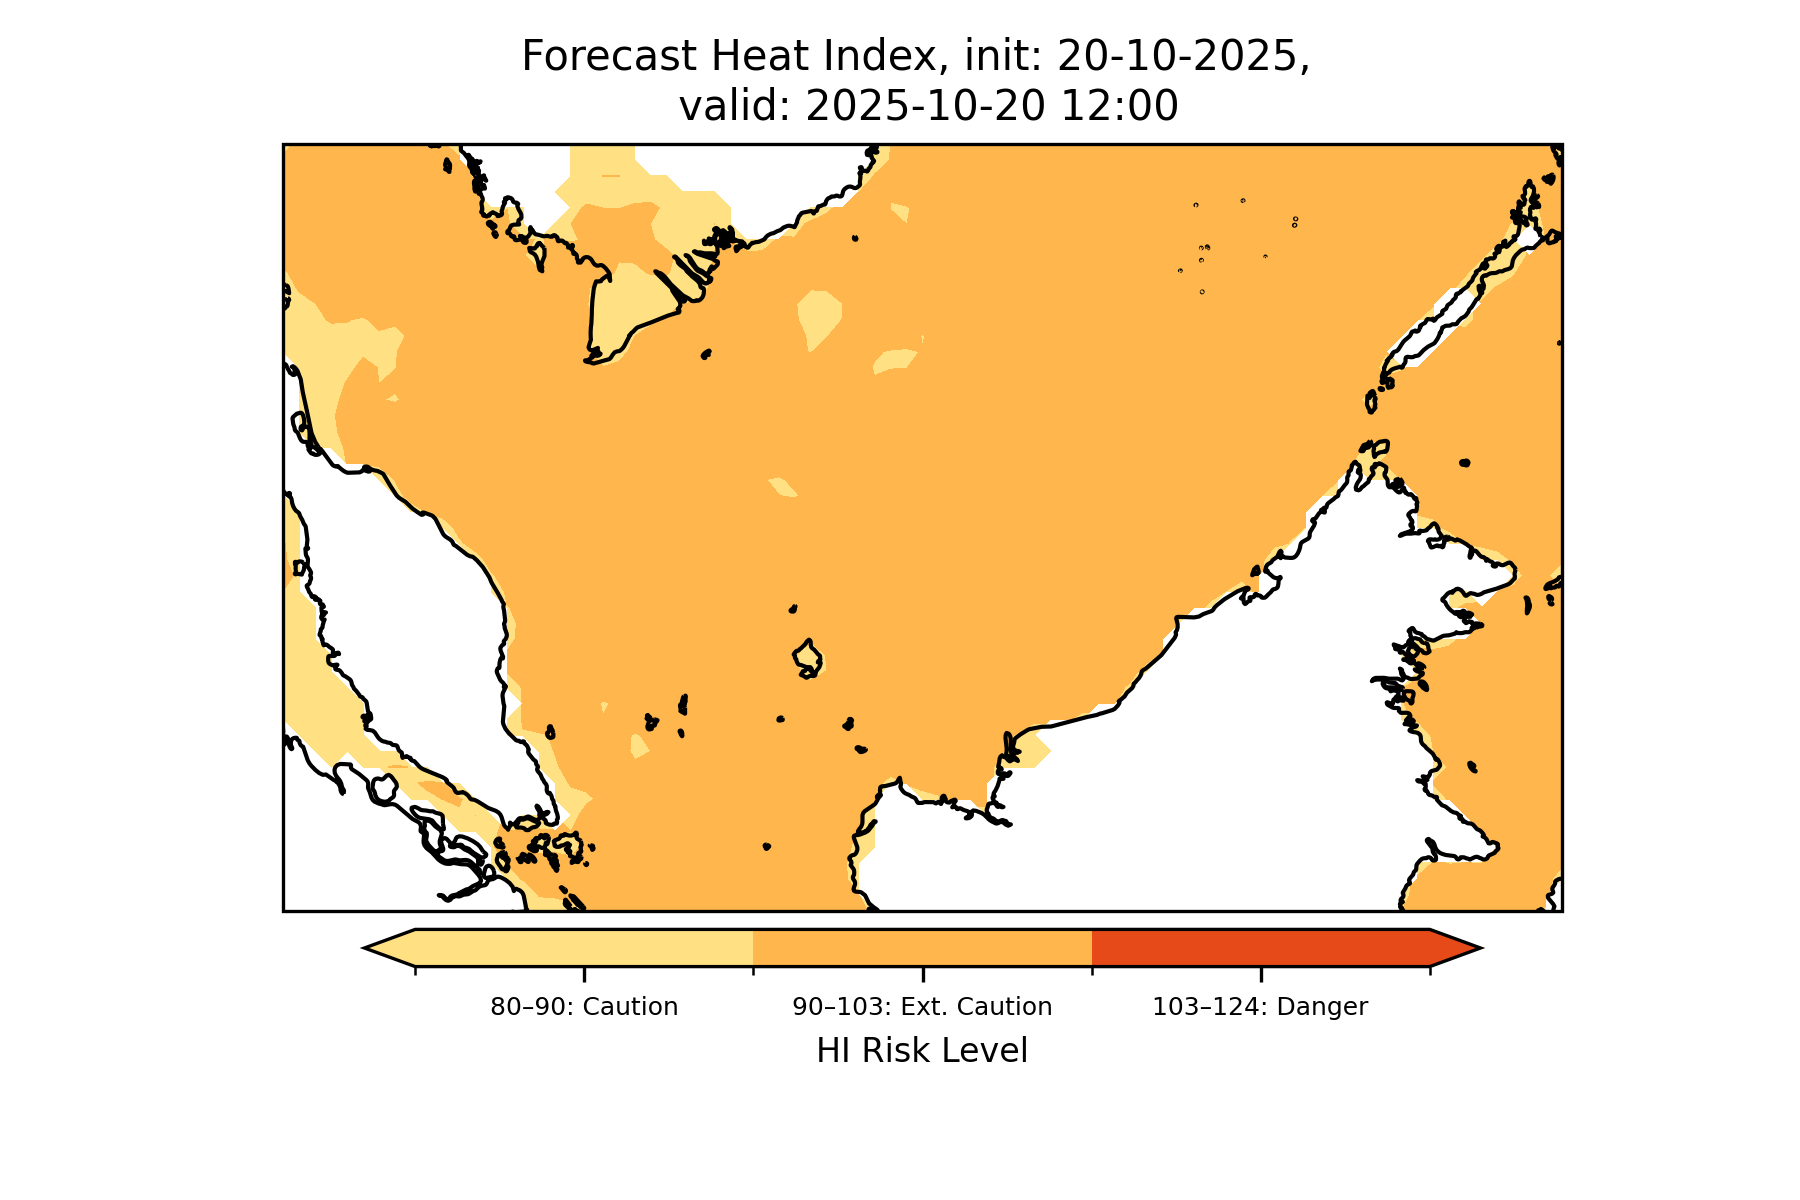 Forecast Heat Index, init: 20-10-2025,
valid: 2025-10-20 12:00
80–90: Caution
90–103: Ext. Caution
103–124: Danger
HI Risk Level